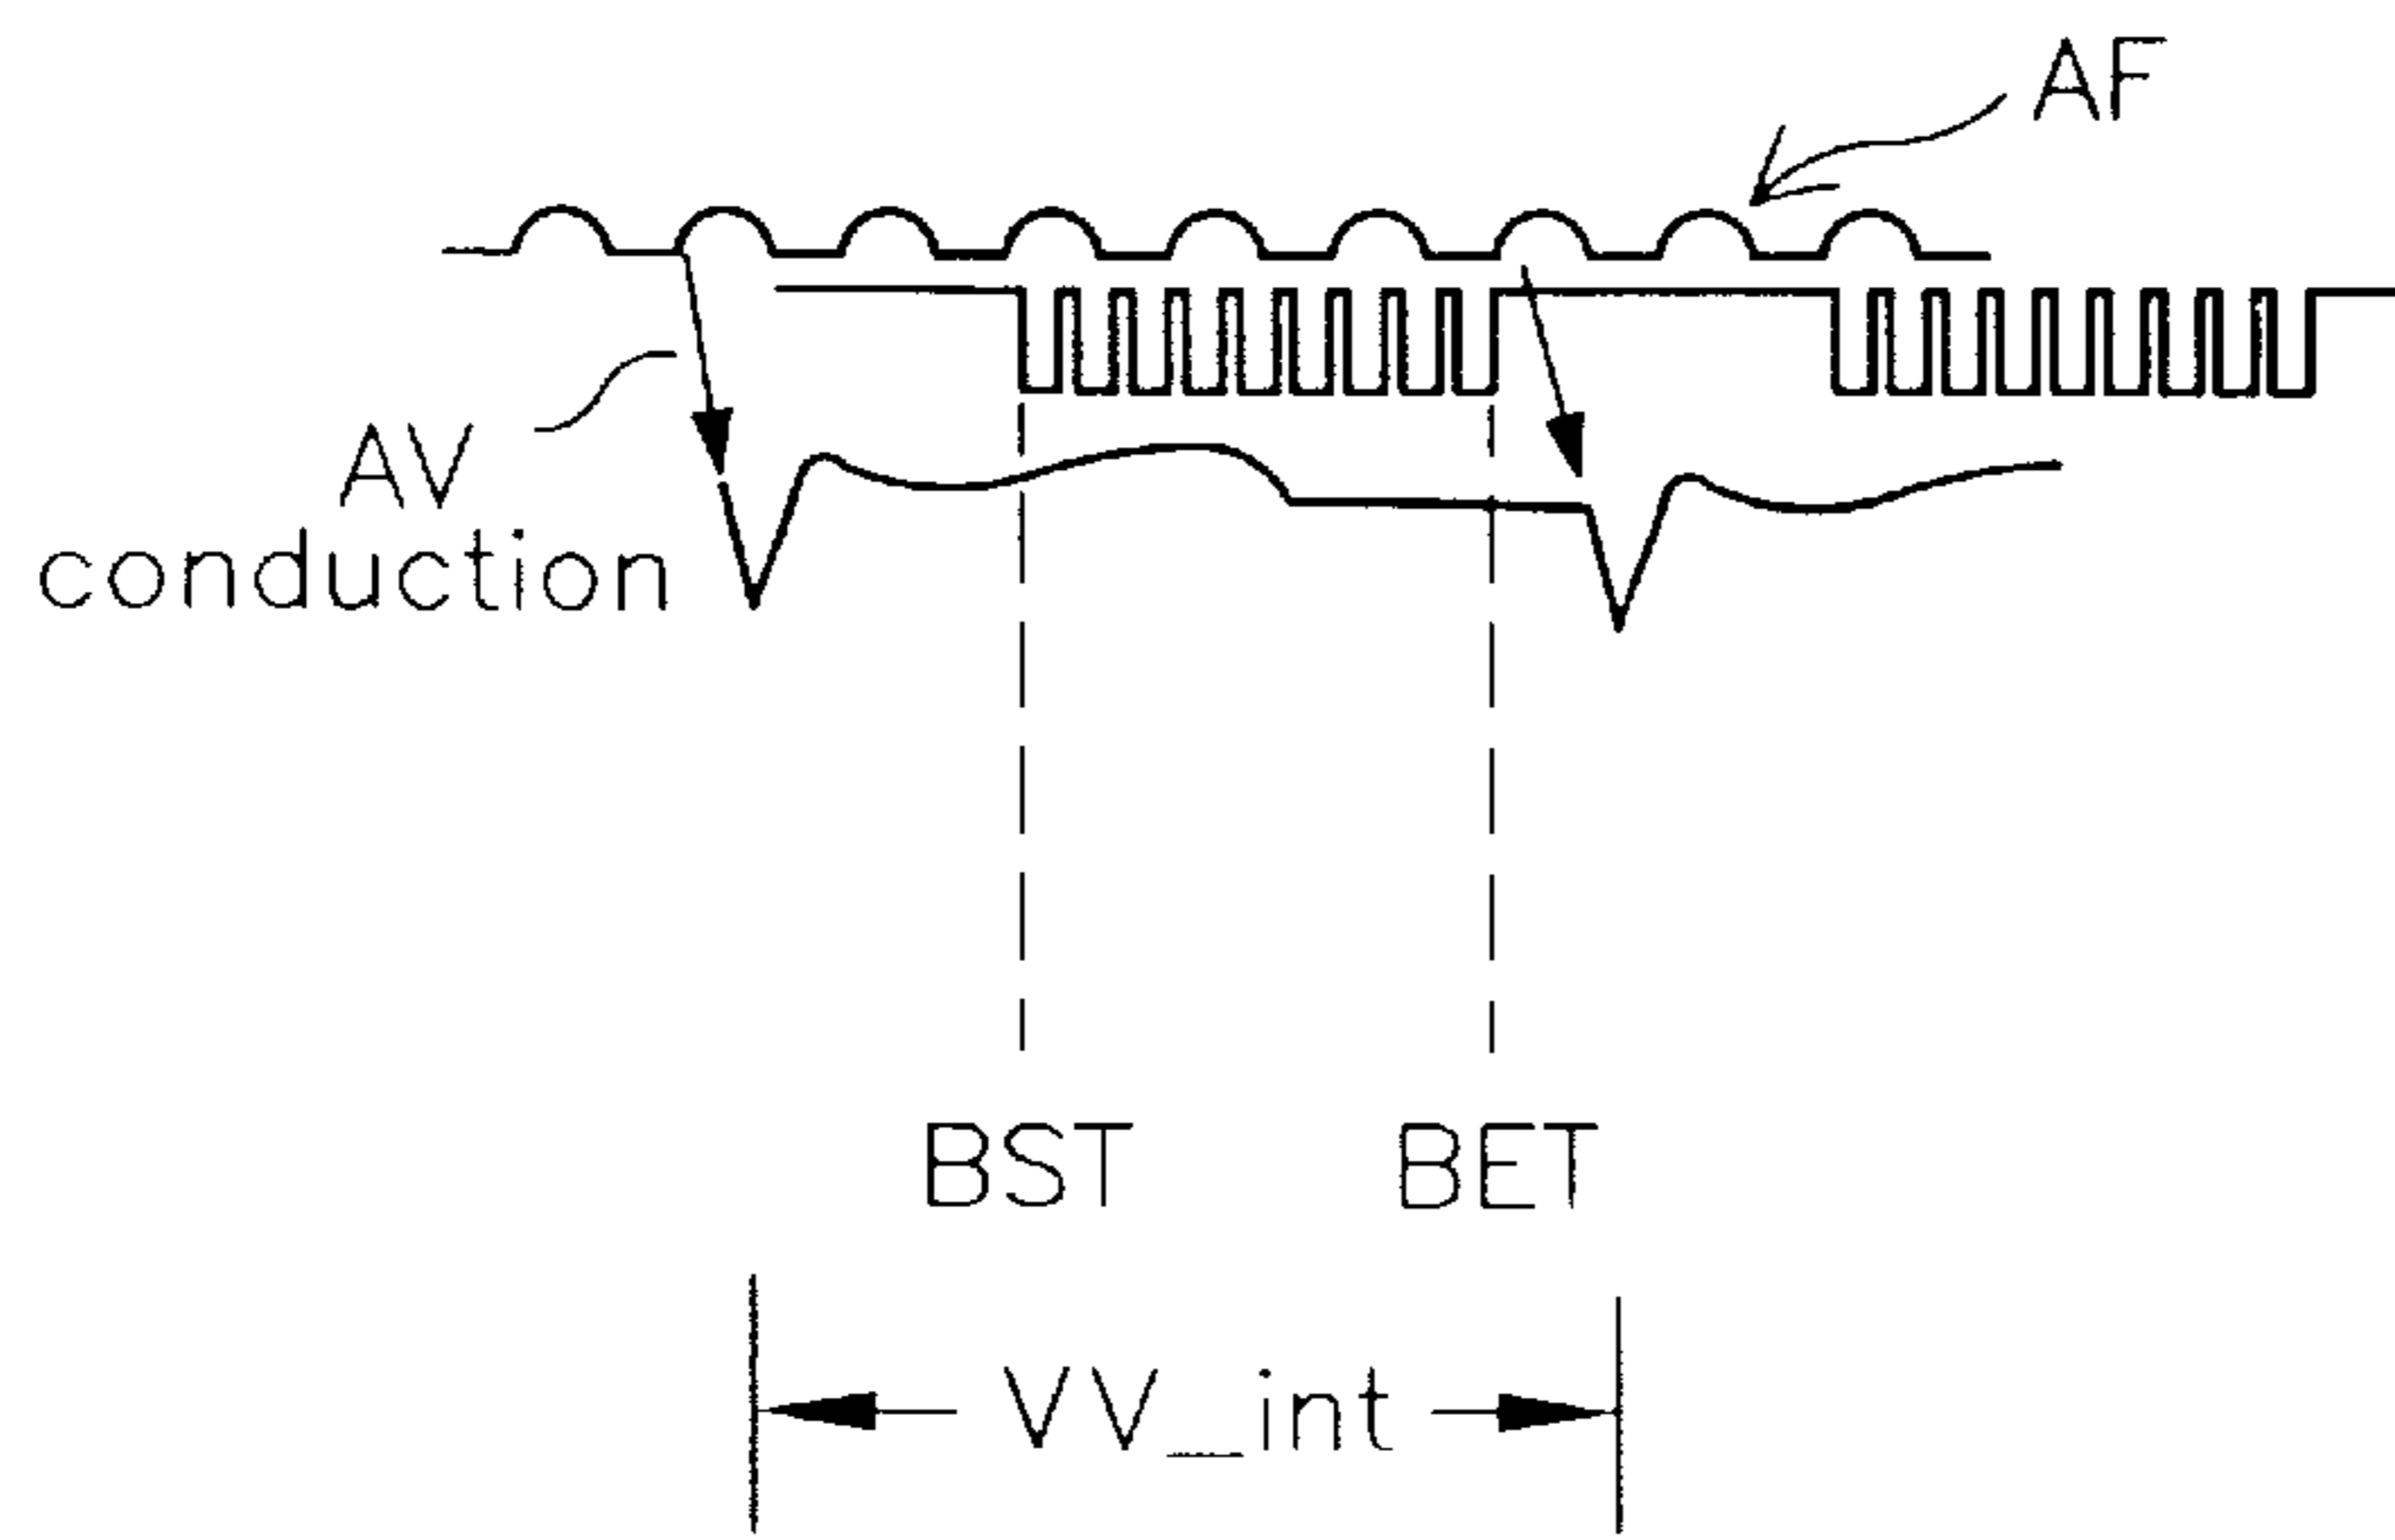 AF
AV
conduction
BST
BET
VV_int